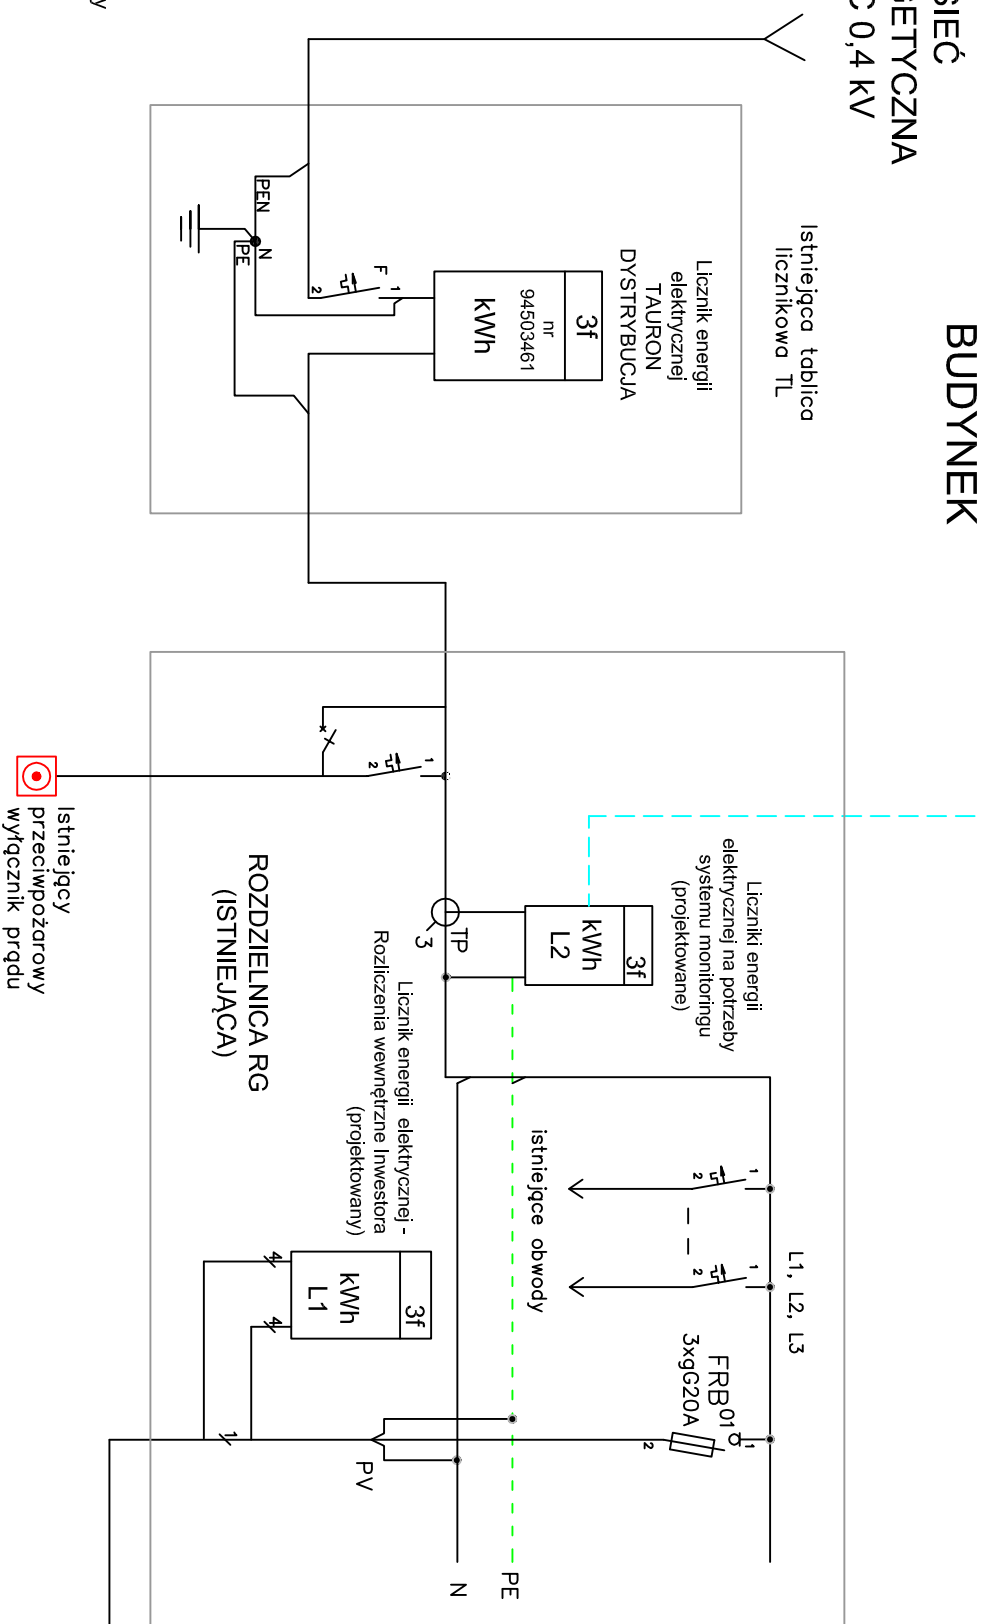 SIEĆ
GETYCZNA
C 0,4 kV
BUDYNEK
Istniejąca tablica
licznikowa TL
Licznik energii
elektrycznej
TAURON
DYSTRYBUCJA
3f
nr
94503461
kWh
F
1
2
PEN
N
PE
y
1
2
Istniejący
przeciwpożarowy
wyłącznik prądu
Liczniki energii
elektrycznej na potrzeby
systemu monitoringu
(projektowane)
3f
kWh
L2
TP
3
ROZDZIELNICA RG
(ISTNIEJĄCA)
Licznik energii elektrycznej -
Rozliczenia wewnętrzne Inwestora
(projektowany)
3f
kWh
L1
4
4
1
istniejące obwody
1
2
1
2
L1, L2, L3
FRB01
3xgG20A
1
2
PV
PE
N